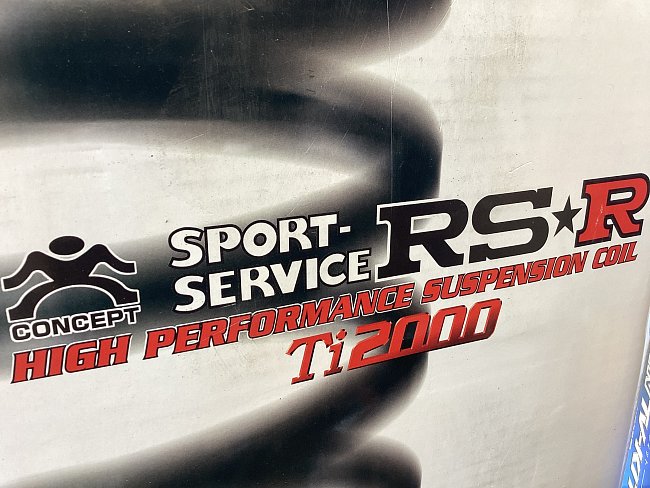 SPORT-
SERVICE
RS★R
CONCEPT
HIGH PERFORMANCE SUSPENSION COIL
Ti2000